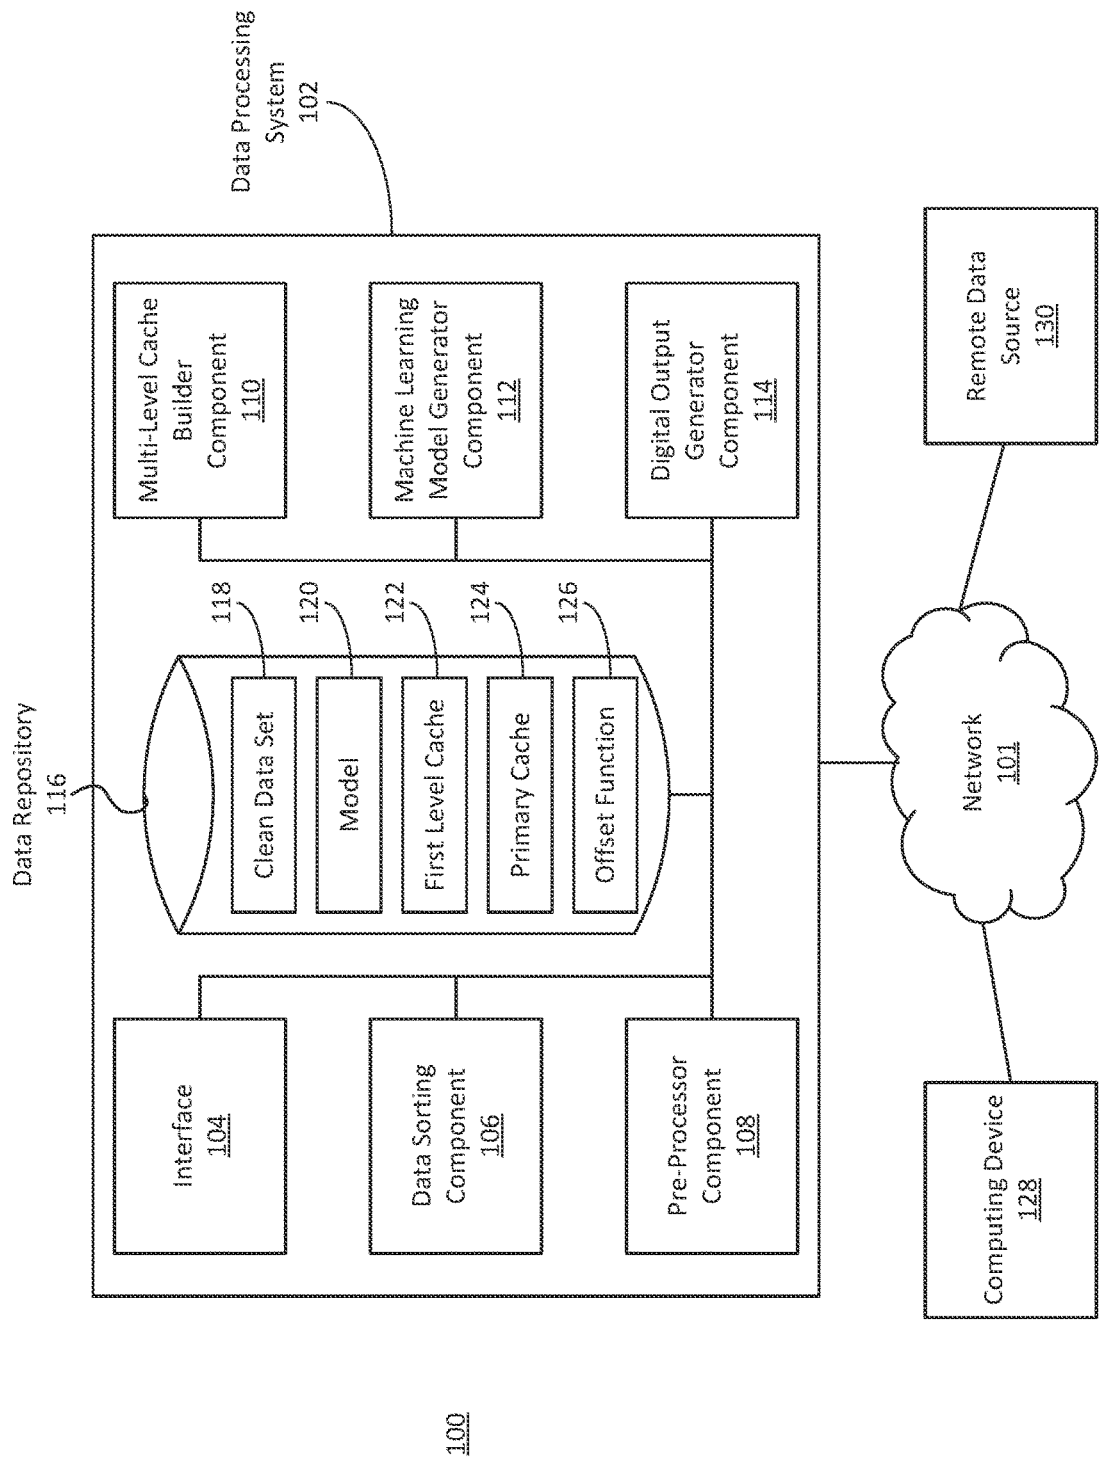 100
Data Processing
System
102
Data Repository
116
Interface
104
Data Sorting
Component
106
Pre-Processor
Component
108
Clean Data Set
118
Model
120
First Level Cache
122
Primary Cache
124
Offset Function
126
Multi-Level Cache
Builder
Component
110
Machine Learning
Model Generator
Component
112
Digital Output
Generator
Component
114
Computing Device
128
Network
101
Remote Data
Source
130